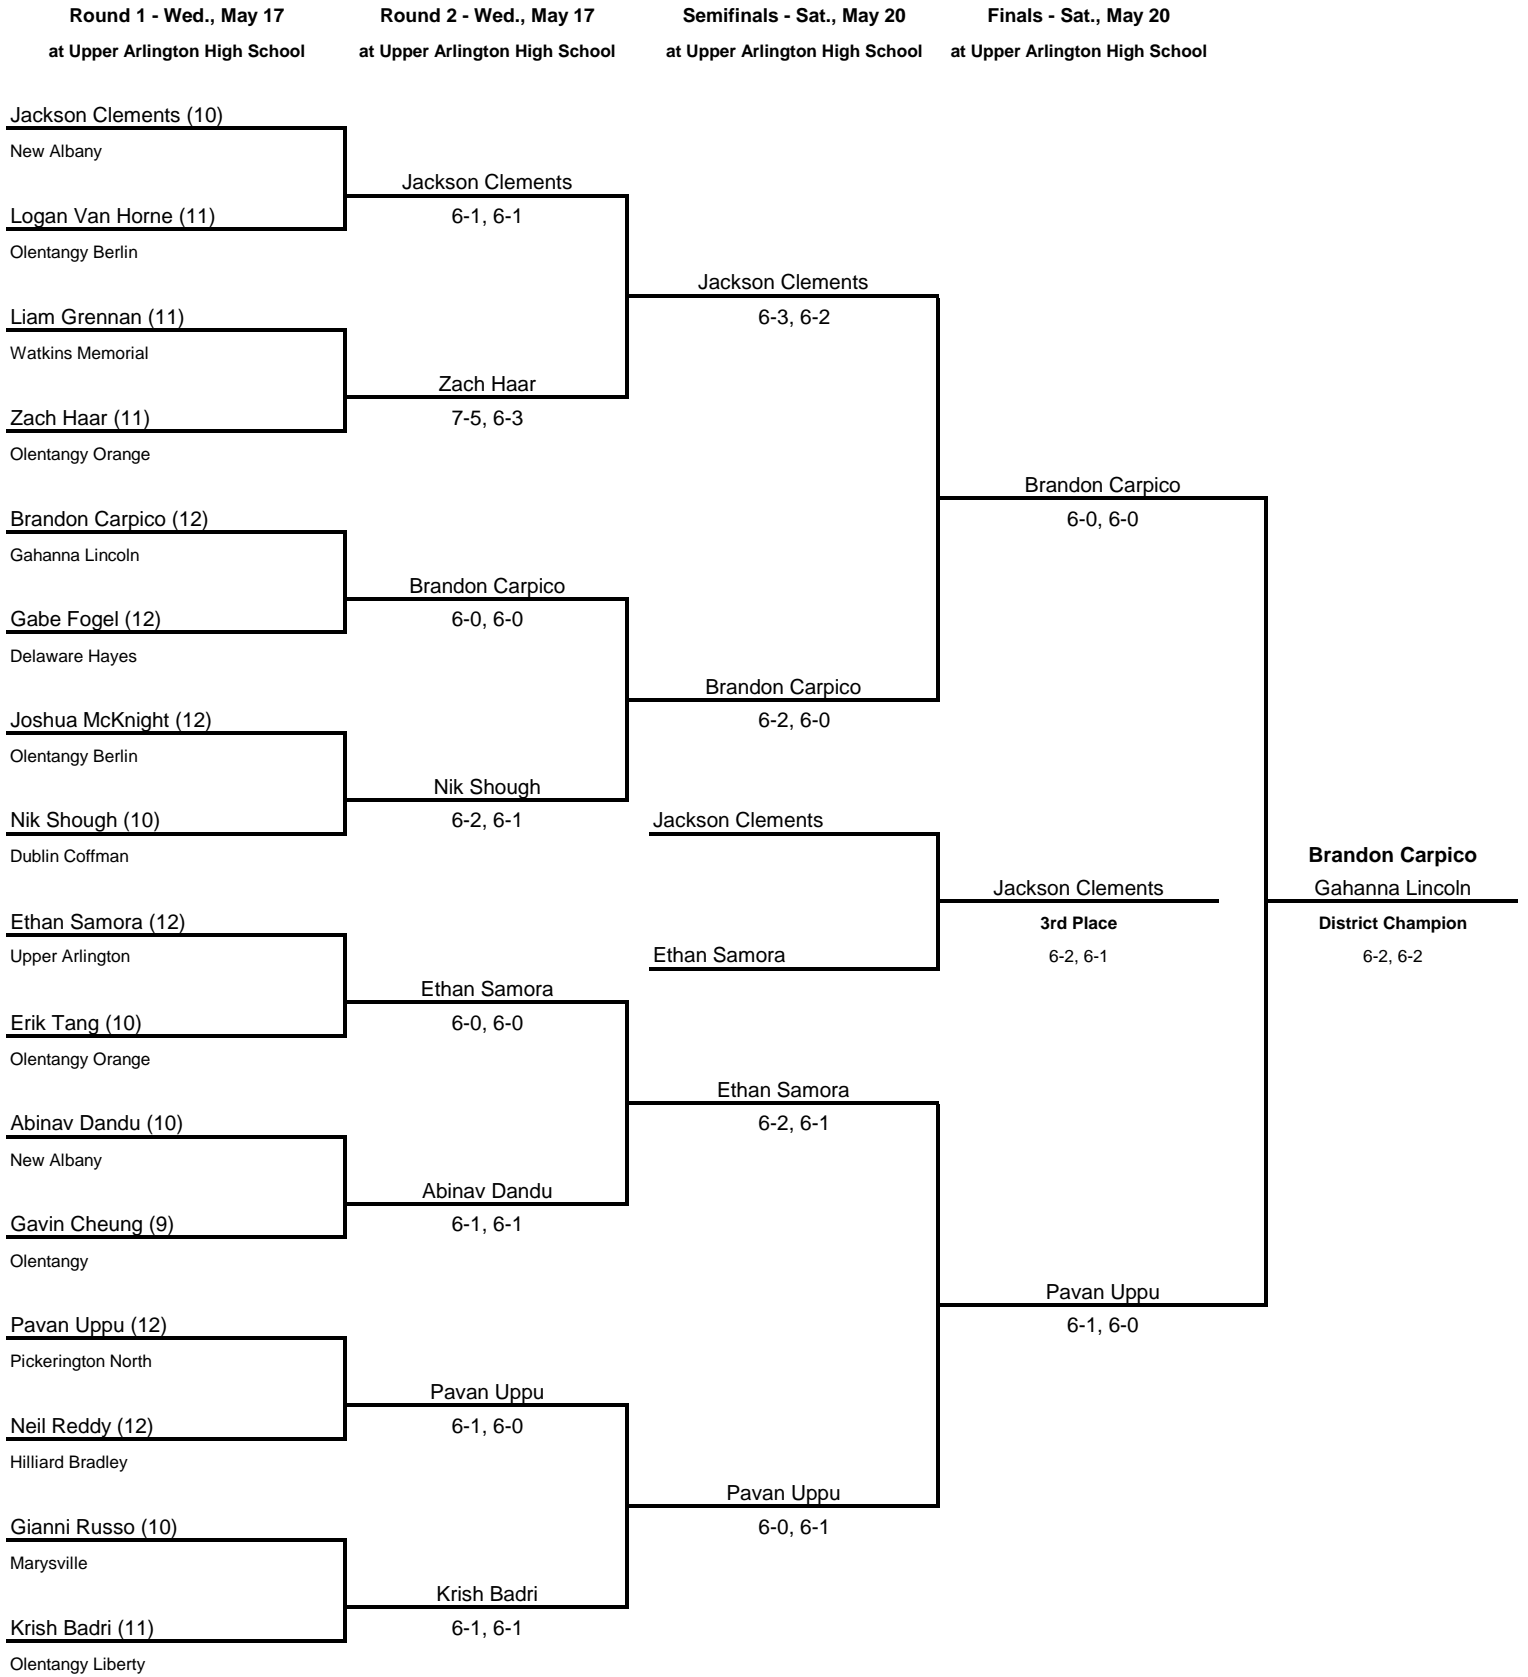 Round 1 - Wed., May 17
at Upper Arlington High School
Round 2 - Wed., May 17
at Upper Arlington High School
Semifinals - Sat., May 20
at Upper Arlington High School
Finals - Sat., May 20
at Upper Arlington High School
Jackson Clements (10)
New Albany
Logan Van Horne (11)
Olentangy Berlin
Liam Grennan (11)
Watkins Memorial
Zach Haar (11)
Olentangy Orange
Brandon Carpico (12)
Gahanna Lincoln
Gabe Fogel (12)
Delaware Hayes
Joshua McKnight (12)
Olentangy Berlin
Nik Shough (10)
Dublin Coffman
Ethan Samora (12)
Upper Arlington
Erik Tang (10)
Olentangy Orange
Abinav Dandu (10)
New Albany
Gavin Cheung (9)
Olentangy
Pavan Uppu (12)
Pickerington North
Neil Reddy (12)
Hilliard Bradley
Gianni Russo (10)
Marysville
Krish Badri (11)
Olentangy Liberty
Jackson Clements
6-1, 6-1
Zach Haar
7-5, 6-3
Brandon Carpico
6-0, 6-0
Nik Shough
6-2, 6-1
Ethan Samora
6-0, 6-0
Abinav Dandu
6-1, 6-1
Pavan Uppu
6-1, 6-0
Krish Badri
6-1, 6-1
Jackson Clements
6-3, 6-2
Brandon Carpico
6-2, 6-0
Jackson Clements
Ethan Samora
Ethan Samora
6-2, 6-1
Pavan Uppu
6-0, 6-1
Brandon Carpico
6-0, 6-0
Jackson Clements
3rd Place
6-2, 6-1
Pavan Uppu
6-1, 6-0
Brandon Carpico
Gahanna Lincoln
District Champion
6-2, 6-2